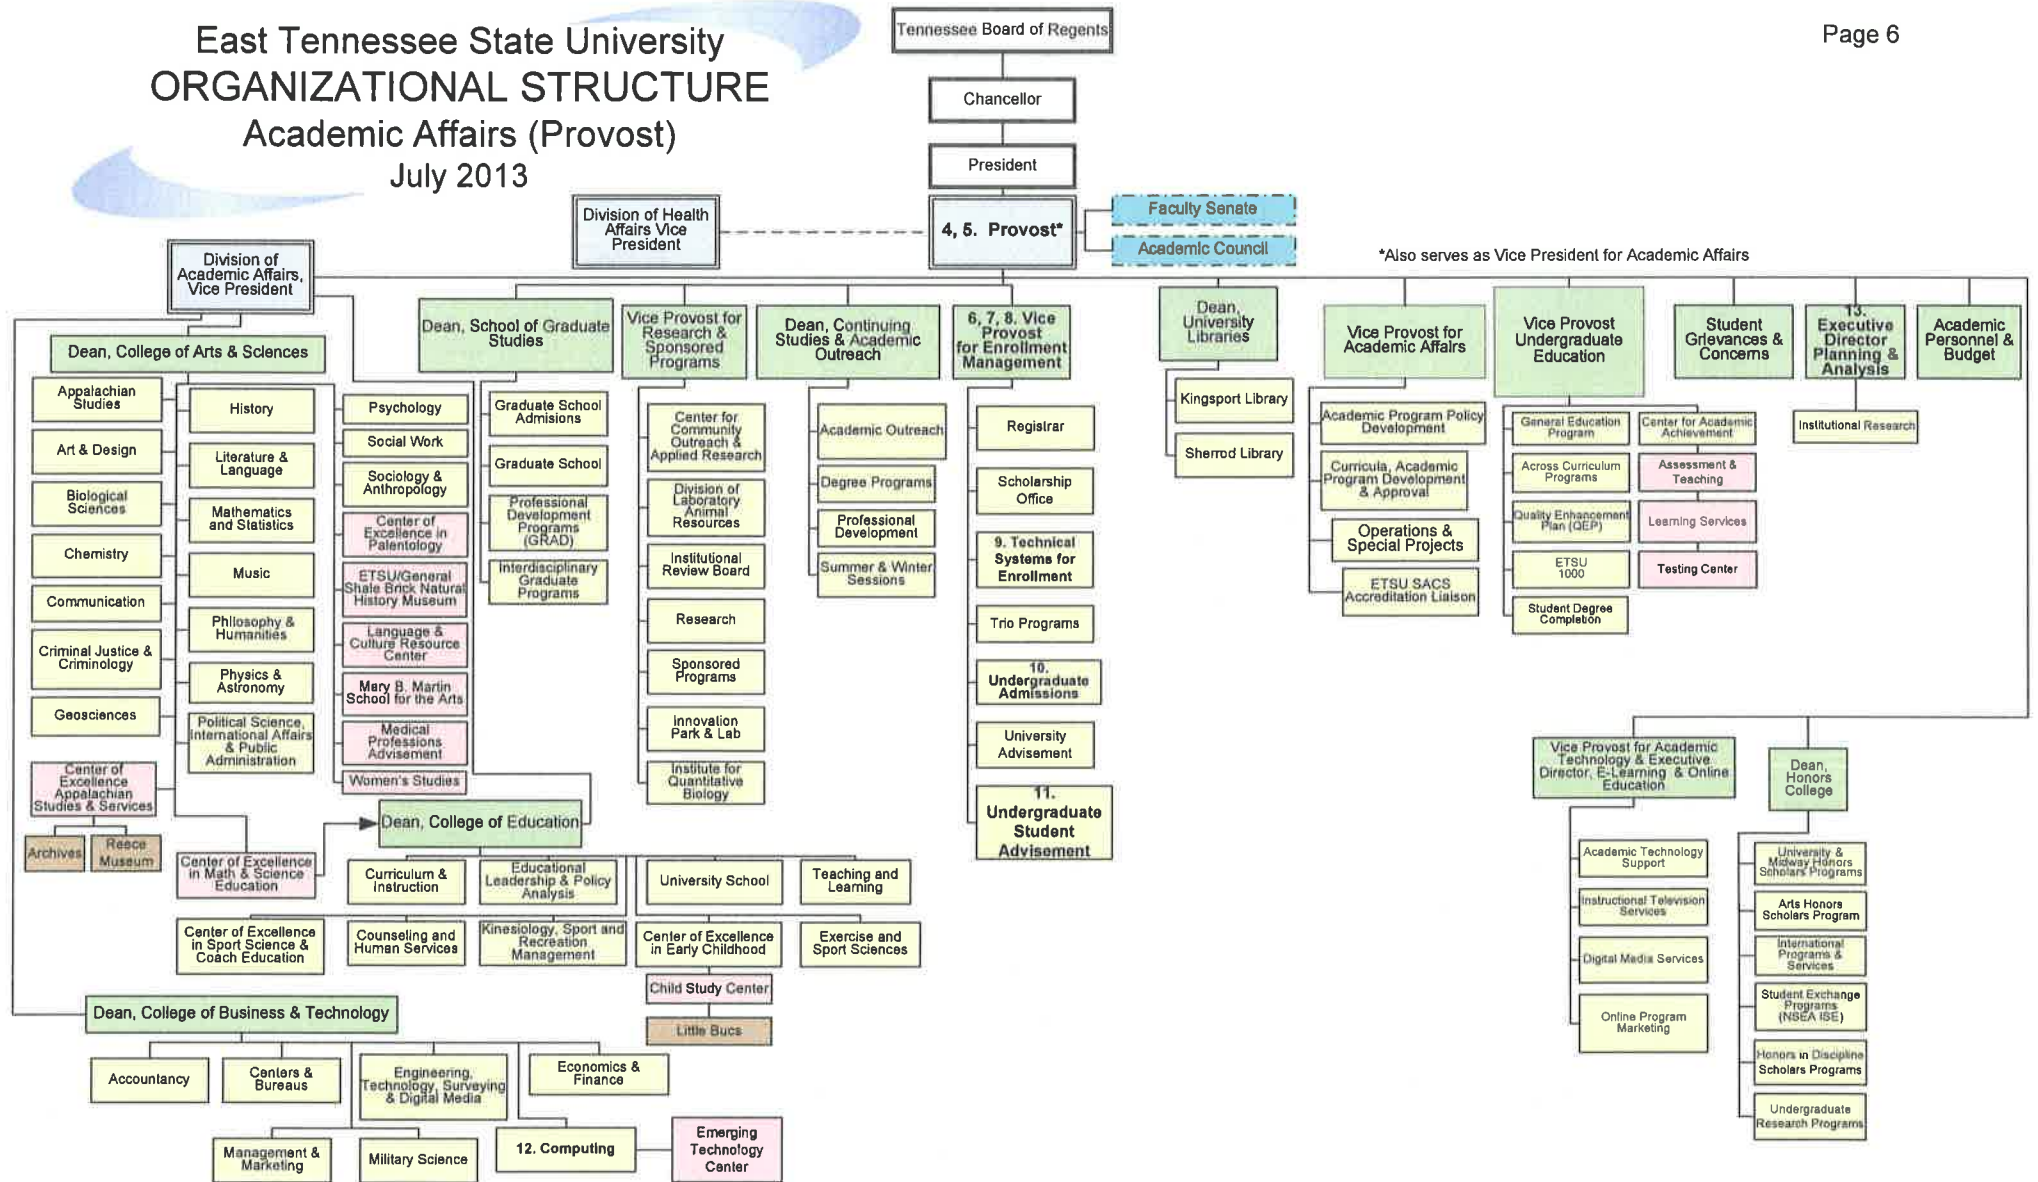 East Tennessee State University
ORGANIZATIONAL STRUCTURE
Academic Affairs (Provost)
July 2013
Page 6
Tennessee Board of Regents
Chancellor
President
Division of Health
Affairs Vice
President
4, 5. Provost*
Faculty Senate
Academic Council
*Also serves as Vice President for Academic Affairs
Division of
Academic Affairs,
Vice President
Dean, College of Arts & Sciences
Appalachian
Studies
Art & Design
Biological
Sciences
Chemistry
Communication
Criminal Justice &
Criminology
Geosciences
Center of
Excellence
Appalachian
Studies & Services
Archives
Reece
Museum
History
Literature &
Language
Mathematics
and Statistics
Music
Philosophy &
Humanities
Physics &
Astronomy
Political Science,
International Affairs
& Public
Administration
Center of Excellence
in Math & Science
Education
Psychology
Social Work
Sociology &
Anthropology
Center of
Excellence in
Palentology
ETSU/General
Shale Brick Natural
History Museum
Language &
Culture Resource
Center
Mary B. Martin
School for the Arts
Medical
Professions
Advisement
Women's Studies
Dean, School of Graduate
Studies
Graduate School
Admisions
Graduate School
Professional
Development
Programs
(GRAD)
Interdisciplinary
Graduate
Programs
Vice Provost for
Research &
Sponsored
Programs
Center for
Community
Outreach &
Applied Research
Division of
Laboratory
Animal
Resources
Institutional
Review Board
Research
Sponsored
Programs
Innovation
Park & Lab
Institute for
Quantitative
Biology
Dean, Continuing
Studies & Academic
Outreach
Academic Outreach
Degree Programs
Professional
Development
Summer & Winter
Sessions
6, 7, 8. Vice
Provost
for Enrollment
Management
Registrar
Scholarship
Office
9. Technical
Systems for
Enrollment
Trio Programs
10.
Undergraduate
Admissions
University
Advisement
11.
Undergraduate
Student
Advisement
Dean,
University
Libraries
Kingsport Library
Sherrod Library
Vice Provost for
Academic Affairs
Academic Program Policy
Development
Curricula, Academic
Program Development
& Approval
Operations &
Special Projects
ETSU SACS
Accreditation Liaison
Vice Provost
Undergraduate
Education
General Education
Program
Across Curriculum
Programs
Quality Enhancement
Plan (QEP)
ETSU
1000
Student Degree
Completion
Center for Academic
Achievement
Assessment &
Teaching
Learning Services
Testing Center
Student
Grievances &
Concerns
13.
Executive
Director
Planning &
Analysis
Institutional Research
Academic
Personnel &
Budget
Vice Provost for Academic
Technology & Executive
Director, E-Learning & Online
Education
Academic Technology
Support
Instructional Television
Services
Digital Media Services
Online Program
Marketing
Dean,
Honors
College
University &
Midway Honors
Scholars Programs
Arts Honors
Scholars Program
International
Programs &
Services
Student Exchange
Programs
(NSEA ISE)
Honors in Discipline
Scholars Programs
Undergraduate
Research Programs
Dean, College of Education
Curriculum &
Instruction
Educational
Leadership & Policy
Analysis
University School
Teaching and
Learning
Center of Excellence
in Sport Science &
Coach Education
Counseling and
Human Services
Kinesiology, Sport and
Recreation
Management
Center of Excellence
in Early Childhood
Exercise and
Sport Sciences
Child Study Center
Little Bucs
Dean, College of Business & Technology
Accountancy
Centers &
Bureaus
Engineering,
Technology, Surveying
& Digital Media
Economics &
Finance
Management &
Marketing
Military Science
12. Computing
Emerging
Technology
Center